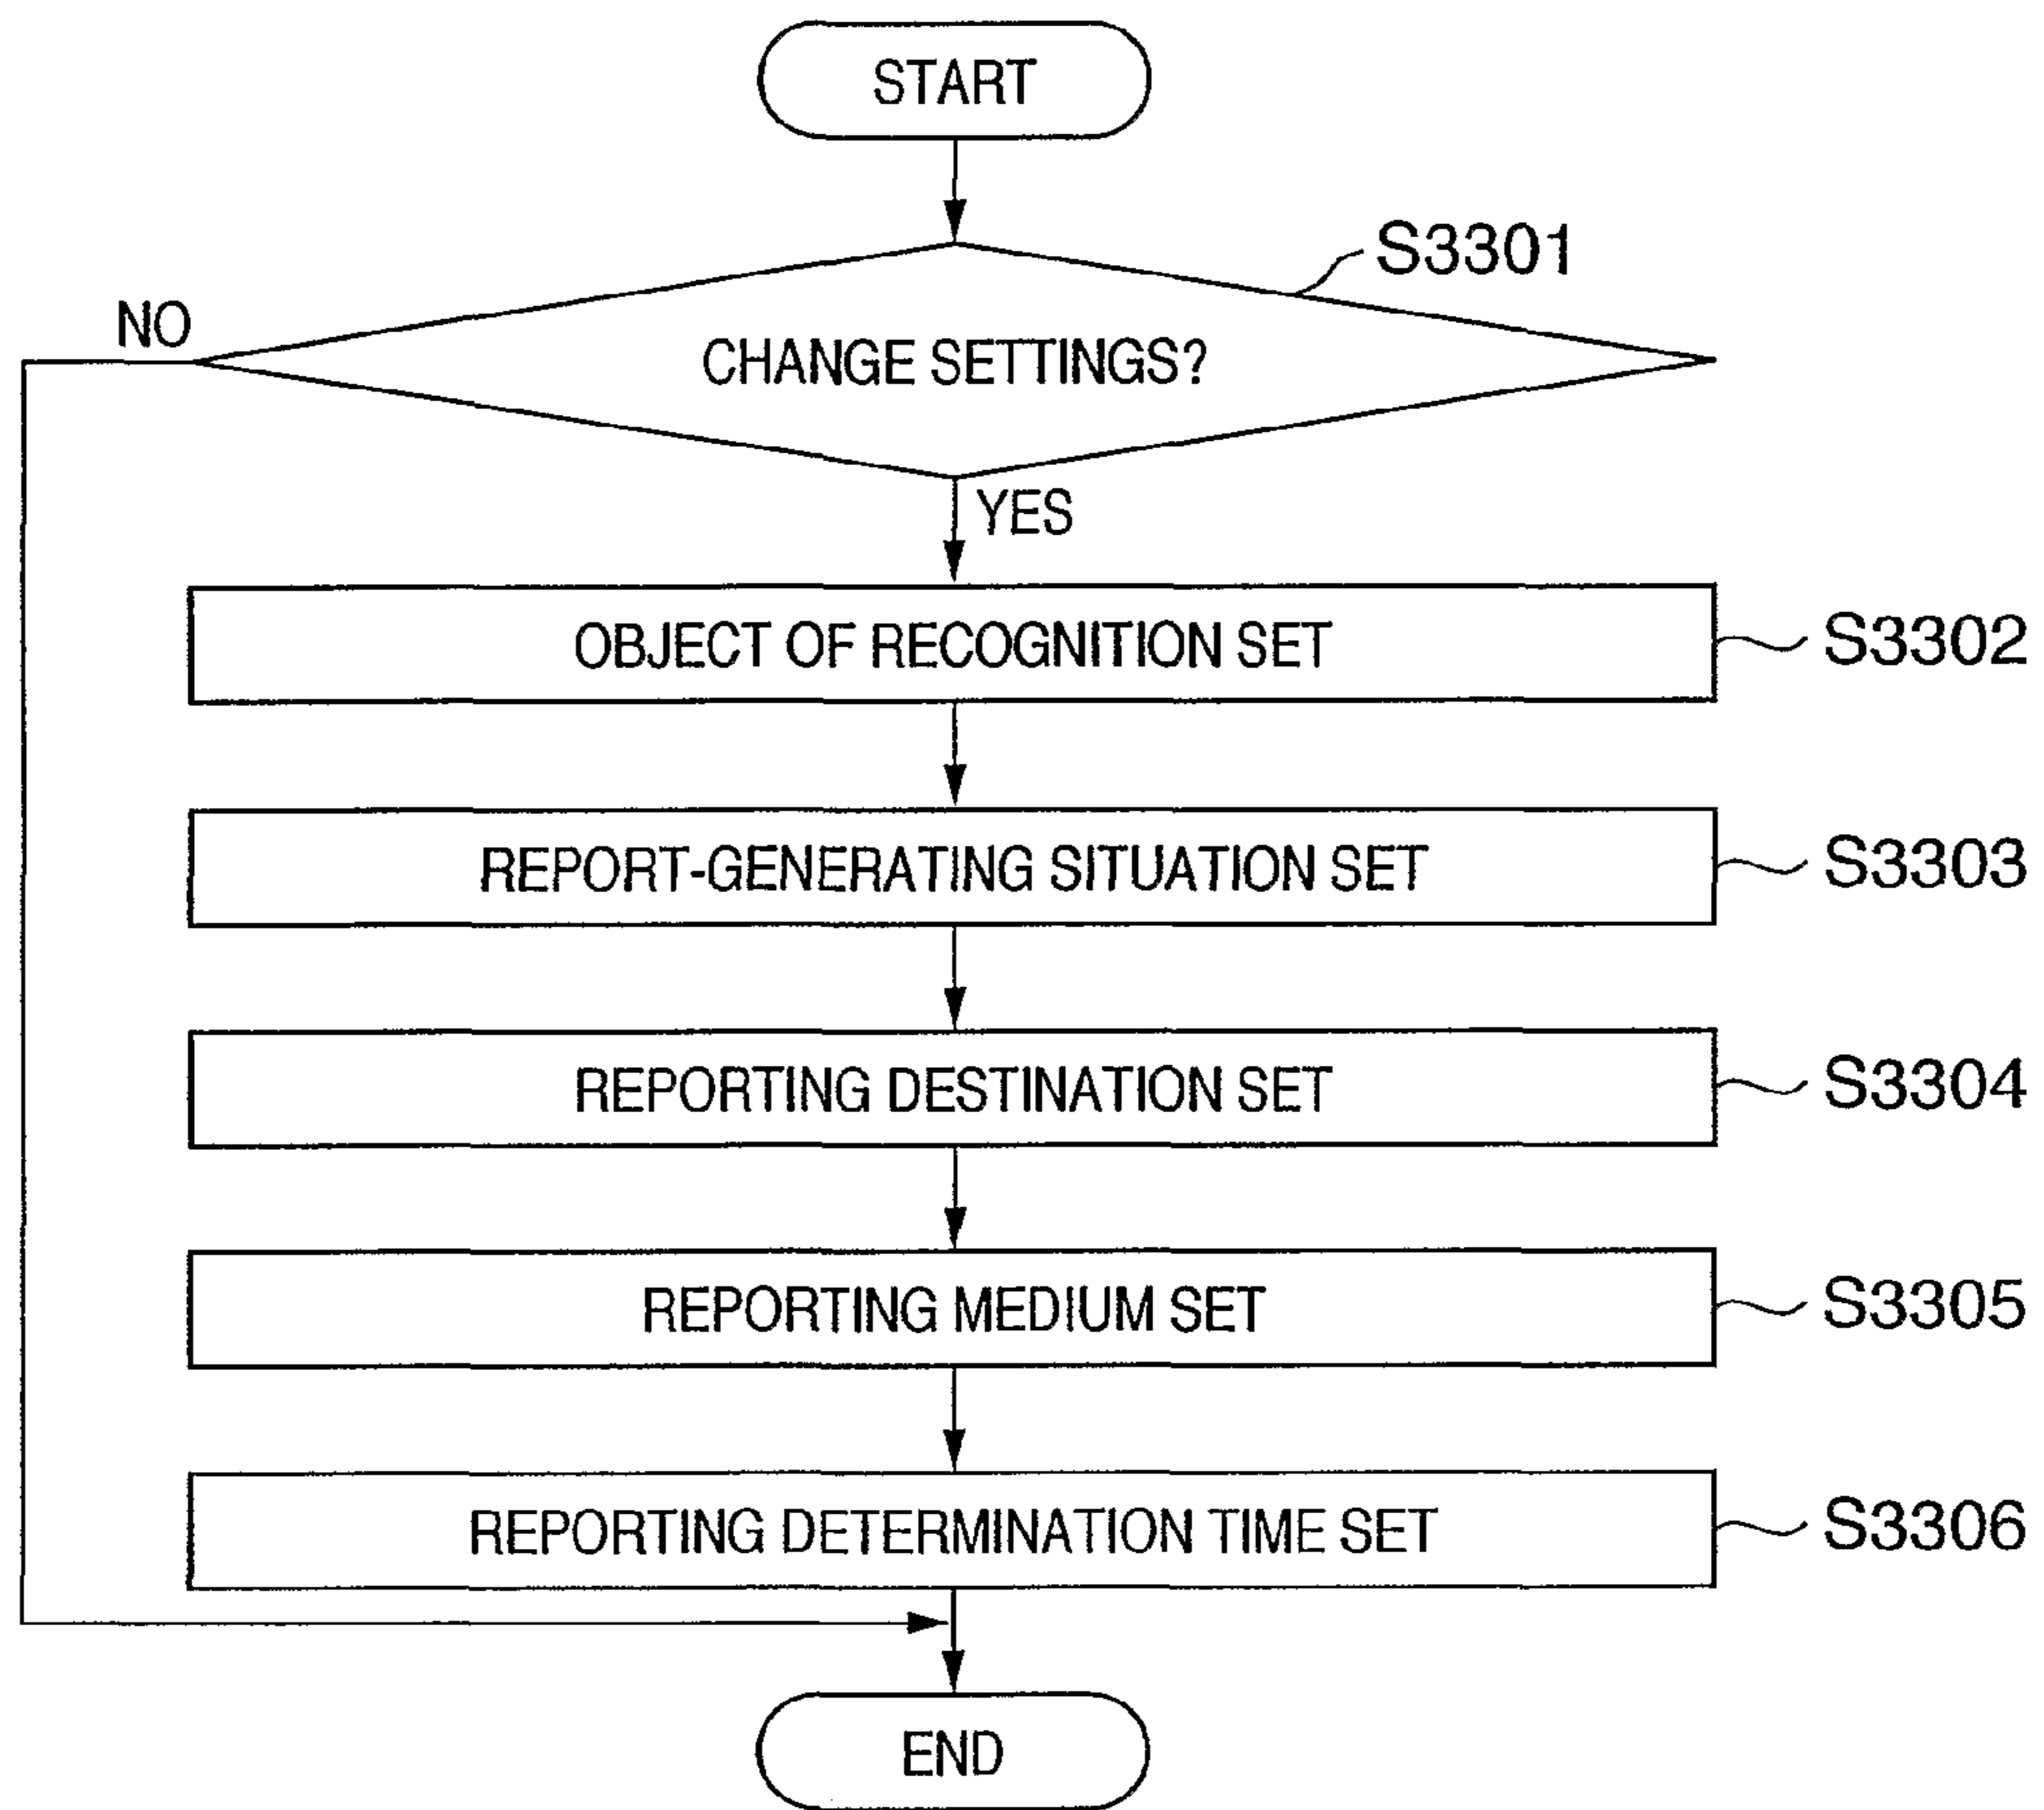 START
S3301
NO
CHANGE SETTINGS?
YES
OBJECT OF RECOGNITION SET
S3302
REPORT-GENERATING SITUATION SET
S3303
REPORTING DESTINATION SET
S3304
REPORTING MEDIUM SET
S3305
REPORTING DETERMINATION TIME SET
S3306
END